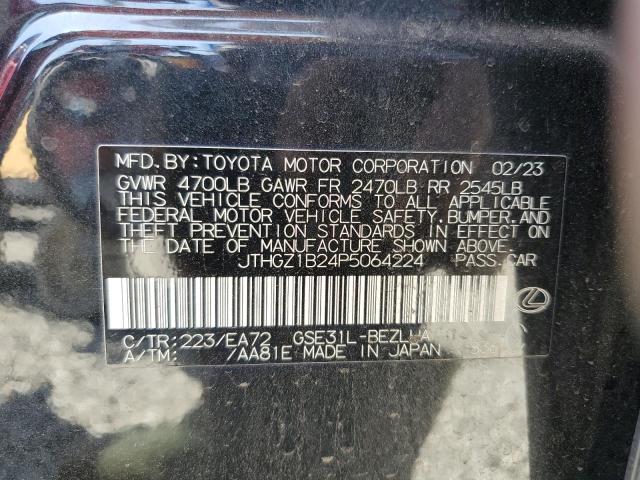 MFD. BY: TOYOTA MOTOR CORPORATION 02/23
GVWR 4700LB GAWR FR 2470LB RR 2545LB
THIS VEHICLE CONFORMS TO ALL APPLICABLE
FEDERAL MOTOR VEHICLE SAFETY, BUMPER, AND
THEFT PREVENTION STANDARDS IN EFFECT ON
THE DATE OF MANUFACTURE SHOWN ABOVE.
JTHGZ1B24P5064224 PASS. CAR
C/TR: 223/EA72 GSE31L-BEZLHA
A/TM: /AA81E MADE IN JAPAN